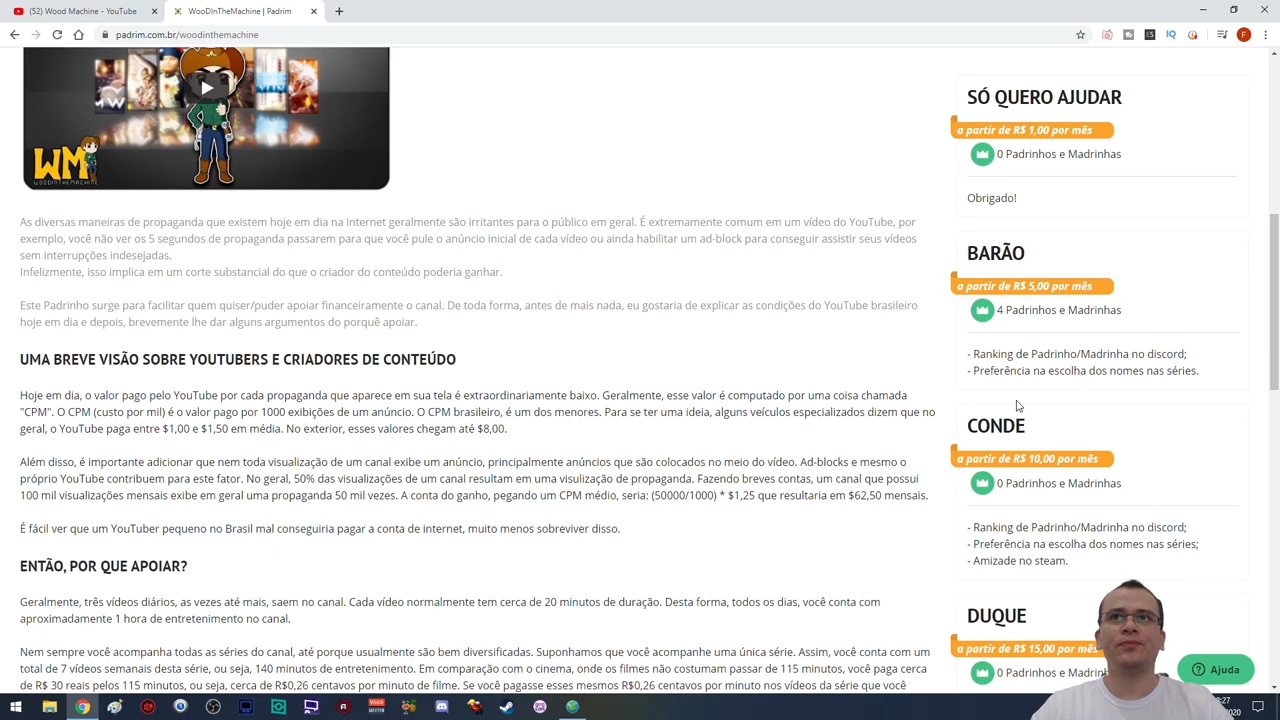 (52) Wood Machine - YouTube
WooDInTheMachine | Padrim
padrim.com.br/woodinthemachine
WM
WOODINTHEMACHINE
As diversas maneiras de propaganda que existem hoje em dia na internet geralmente são irritantes para o público em geral. É extremamente comum em um vídeo do YouTube, por
exemplo, você não ver os 5 segundos de propaganda passarem para que você pule o anúncio inicial de cada vídeo ou ainda habilitar um ad-block para conseguir assistir seus vídeos
sem interrupções indesejadas.
Infelizmente, isso implica em um corte substancial do que o criador do conteúdo poderia ganhar.
Este Padrinho surge para facilitar quem quiser/puder apoiar financeiramente o canal. De toda forma, antes de mais nada, eu gostaria de explicar as condições do YouTube brasileiro
hoje em dia e depois, brevemente lhe dar alguns argumentos do porquê apoiar.
UMA BREVE VISÃO SOBRE YOUTUBERS E CRIADORES DE CONTEÚDO
Hoje em dia, o valor pago pelo YouTube por cada propaganda que aparece em sua tela é extraordinariamente baixo. Geralmente, esse valor é computado por uma coisa chamada
"CPM". O CPM (custo por mil) é o valor pago por 1000 exibições de um anúncio. O CPM brasileiro, é um dos menores. Para se ter uma ideia, alguns veículos especializados dizem que no
geral, o YouTube paga entre $1,00 e $1,50 em média. No exterior, esses valores chegam até $8,00.
Além disso, é importante adicionar que nem toda visualização de um canal exibe um anúncio, principalmente anúncios que são colocados no meio do vídeo. Ad-blocks e mesmo o
próprio YouTube contribuem para este fator. No geral, 50% das visualizações de um canal resultam em uma visulização de propaganda. Fazendo breves contas, um canal que possui
100 mil visualizações mensais exibe em geral uma propaganda 50 mil vezes. A conta do ganho, pegando um CPM médio, seria: (50000/1000) * $1,25 que resultaria em $62,50 mensais.
É fácil ver que um YouTuber pequeno no Brasil mal conseguiria pagar a conta de internet, muito menos sobreviver disso.
ENTÃO, POR QUE APOIAR?
Geralmente, três vídeos diários, as vezes até mais, saem no canal. Cada vídeo normalmente tem cerca de 20 minutos de duração. Desta forma, todos os dias, você conta com
aproximadamente 1 hora de entretenimento no canal.
Nem sempre você acompanha todas as séries do canal, até porque usualmente são bem diversificadas. Suponhamos que você acompanhe uma única série. Assim, você conta com um
total de 7 vídeos semanais desta série, ou seja, 140 minutos de entretenimento. Em comparação com o cinema, onde os filmes não costumam passar de 115 minutos, você paga cerca
de R$ 30 reais pelos 115 minutos, ou seja, cerca de R$0,26 centavos por minuto de filme. Se você pagasse esses mesmos R$0,26 centavos por minuto nos vídeos da série que você
SÓ QUERO AJUDAR
a partir de R$ 1,00 por mês
0 Padrinhos e Madrinhas
Obrigado!
BARÃO
a partir de R$ 5,00 por mês
4 Padrinhos e Madrinhas
- Ranking de Padrinho/Madrinha no discord;
- Preferência na escolha dos nomes nas séries.
CONDE
a partir de R$ 10,00 por mês
0 Padrinhos e Madrinhas
- Ranking de Padrinho/Madrinha no discord;
- Preferência na escolha dos nomes nas séries;
- Amizade no steam.
DUQUE
a partir de R$ 15,00 por mês
0 Padrinhos e Madrin
Ajuda